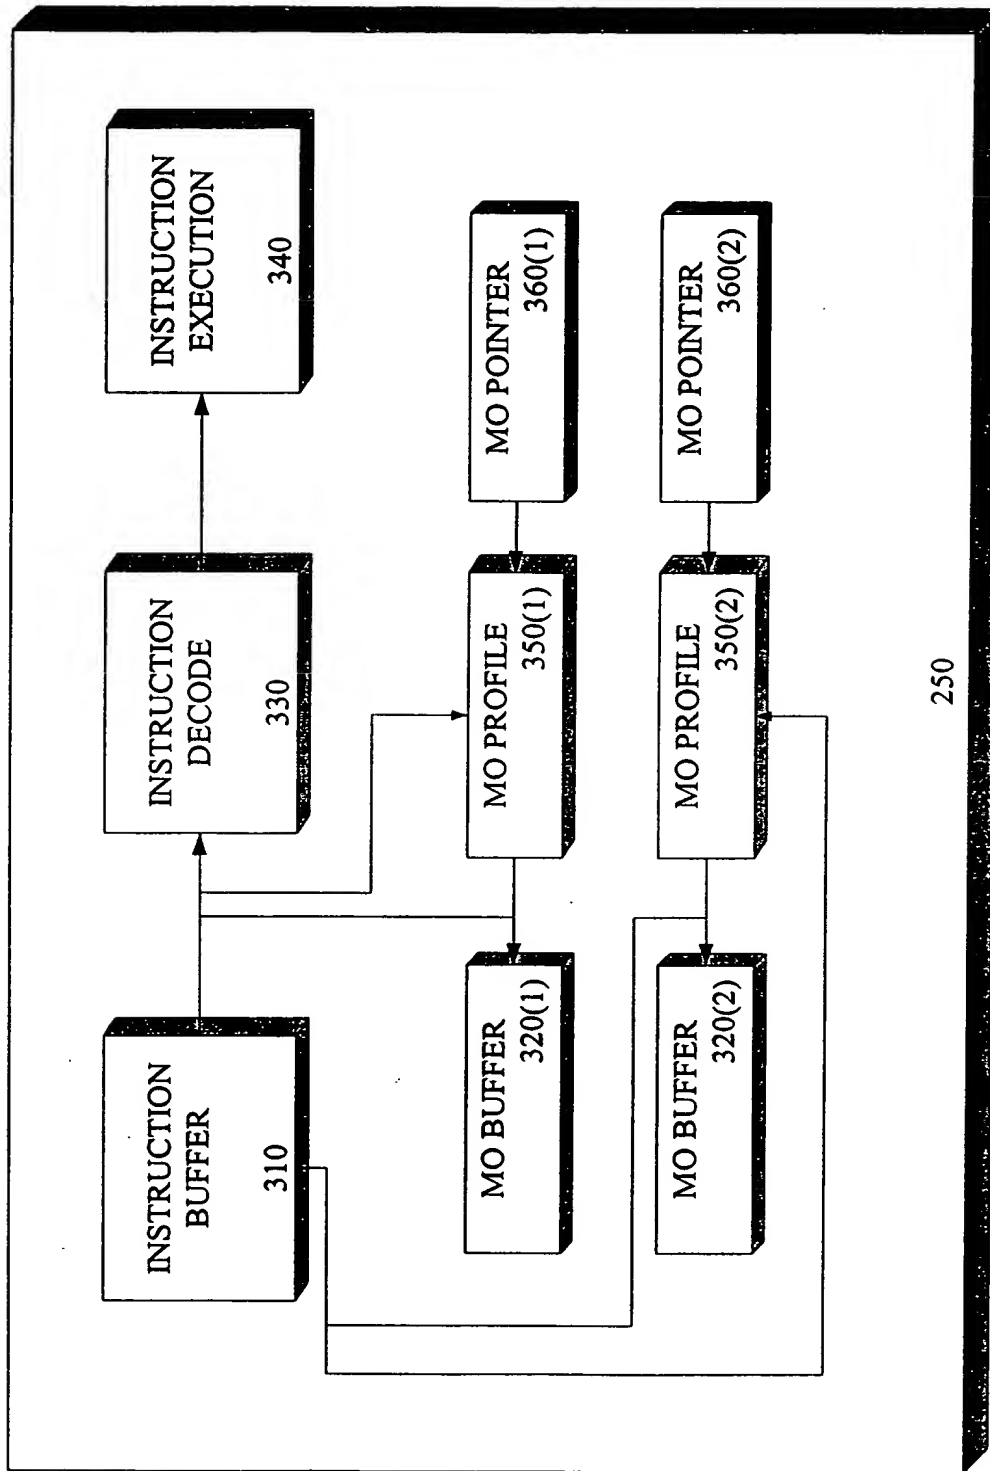 INSTRUCTION
BUFFER
310
INSTRUCTION
DECODE
330
INSTRUCTION
EXECUTION
340
MO BUFFER
320(1)
MO PROFILE
350(1)
MO POINTER
360(1)
MO BUFFER
320(2)
MO PROFILE
350(2)
MO POINTER
360(2)
250